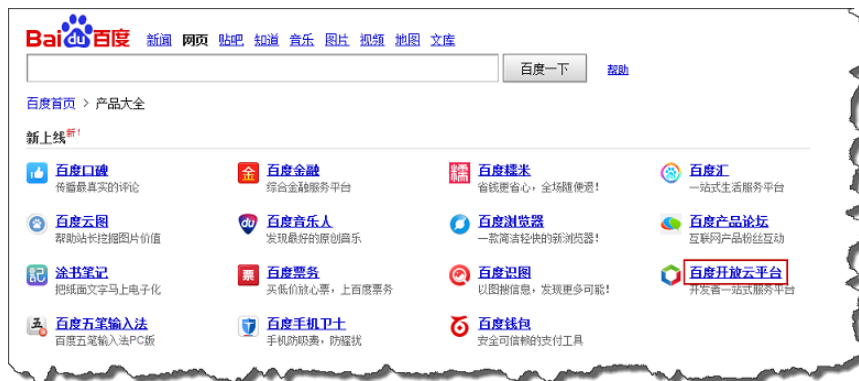 Bai du 百度 新闻 网页 贴吧 知道 音乐 图片 视频 地图 文库
百度一下 帮助
百度首页 > 产品大全
新上线新!
百度口碑 百度金融 百度糯米 百度汇
传播最真实的评论 金 综合金融服务平台 糯 省钱更省心,全场随便退! 一站式生活服务平台
百度云图 du 百度音乐人 百度浏览器 百度产品论坛
帮助站长挖掘图片价值 发现最好的原创音乐 一款简洁轻快的新浏览器! 互联网产品粉丝互动
记 涂书笔记 票 百度票务 百度识图 百度开放云平台
把纸面文字马上电子化 买低价放心票,上百度票务 以图搜信息,发现更多可能! 开发者一站式服务平台
五 百度五笔输入法 百度手机卫士 百度钱包
百度五笔输入法PC版 手机防吸费,防骚扰 安全可信赖的支付工具